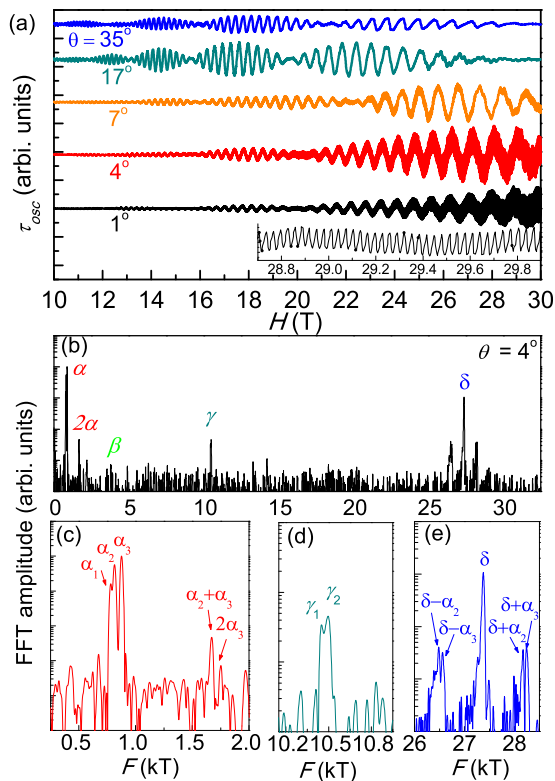 (a)
θ = 35°
17°
7°
4°
1°
τosc (arb. units)
28.8 29.0 29.2 29.4 29.6 29.8
10 12 14 16 18 20 22 24 26 28 30
H (T)
(b)
θ = 4°
α
2α
β
γ
δ
0 5 10 15 20 25 30
FFT amplitude (arb. units)
(c)
α1
α2
α3
α2+α3
2α3
0.5 1.0 1.5 2.0
F (kT)
(d)
γ1
γ2
10.2 10.5 10.8
F (kT)
(e)
δ
δ−α2
δ−α3
δ+α3
δ+α2
26 27 28
F (kT)